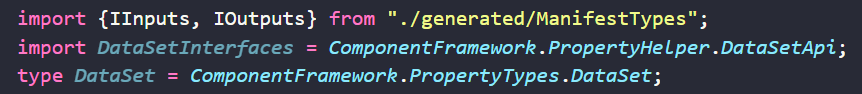 import {IInputs, IOutputs} from "./generated/ManifestTypes";
import DataSetInterfaces = ComponentFramework.PropertyHelper.DataSetApi;
type DataSet = ComponentFramework.PropertyTypes.DataSet;